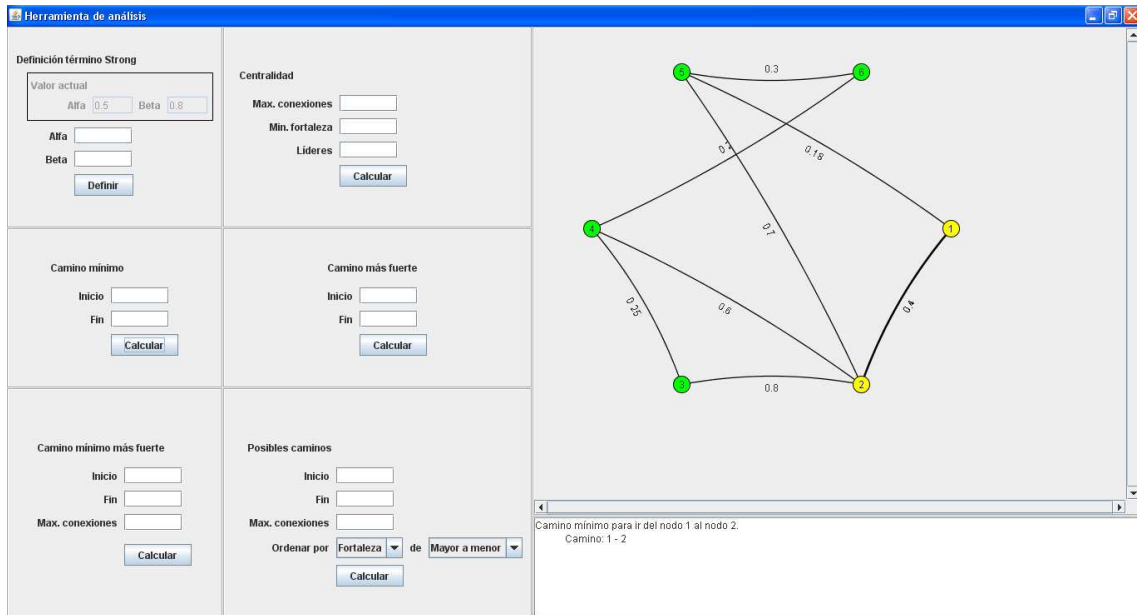 Herramienta de análisis
Definición término Strong
Valor actual
Alfa 0.5 Beta 0.8
Alfa
Beta
Definir
Centralidad
Max. conexiones
Min. fortaleza
Líderes
Calcular
Camino mínimo
Inicio
Fin
Calcular
Camino más fuerte
Inicio
Fin
Calcular
Camino mínimo más fuerte
Inicio
Fin
Max. conexiones
Calcular
Posibles caminos
Inicio
Fin
Max. conexiones
Ordenar por Fortaleza de Mayor a menor
Calcular
5
0.3
6
0.18
4
0.7
1
0.25
0.6
0.4
3
0.8
2
Camino mínimo para ir del nodo 1 al nodo 2.
Camino: 1 - 2